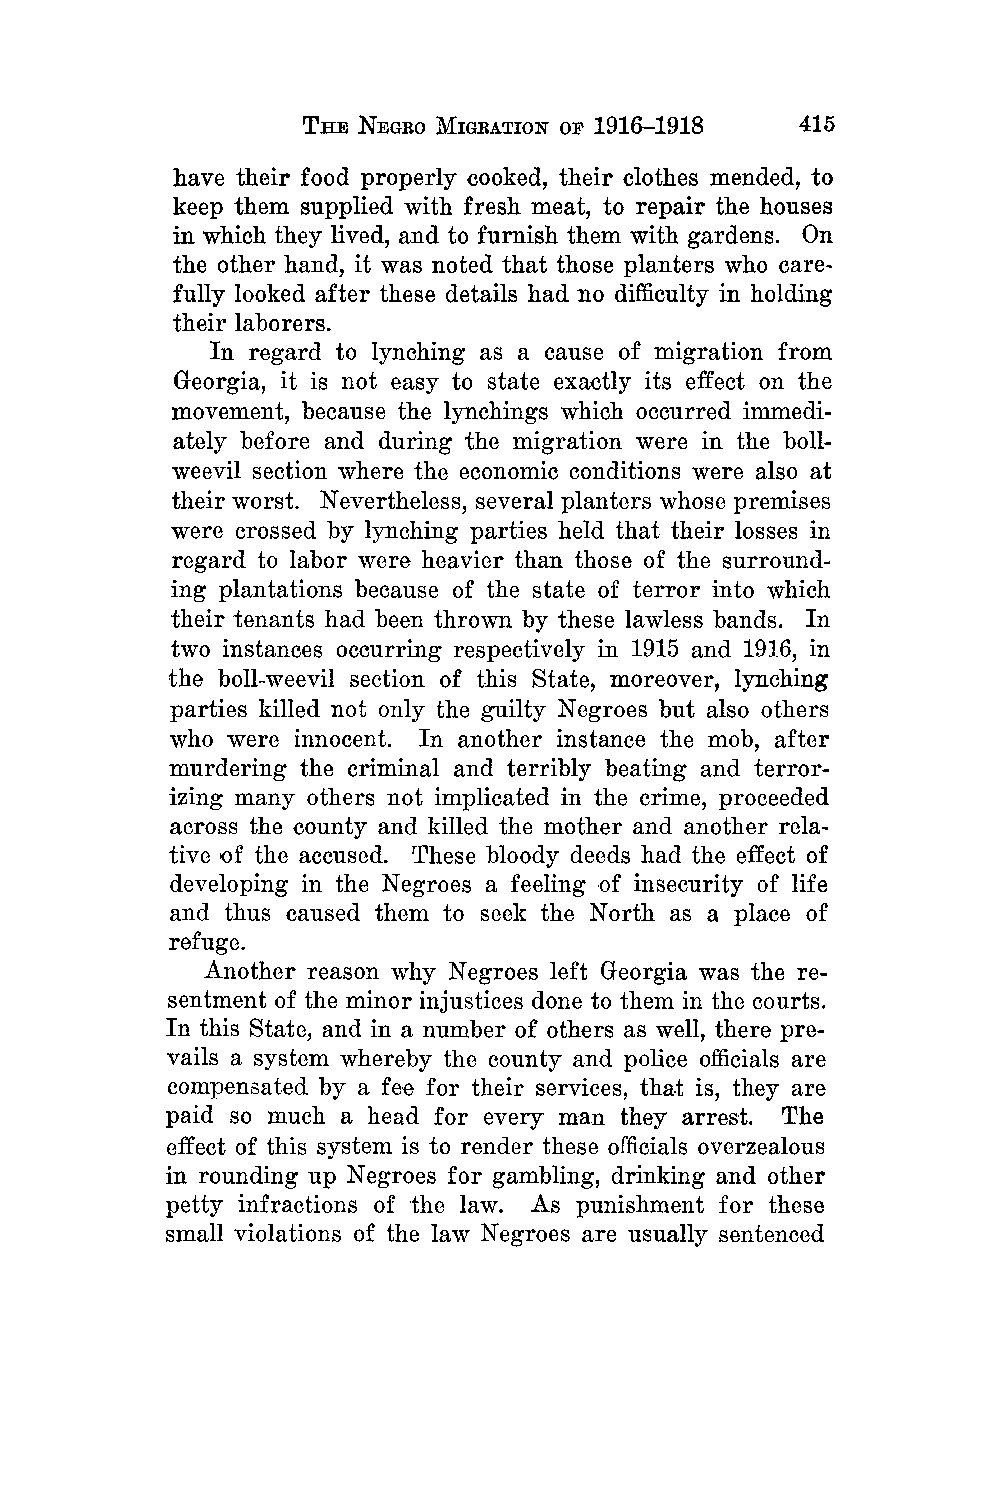 THE NEGRO MIGRATION OF 1916–1918 415
have their food properly cooked, their clothes mended, to
keep them supplied with fresh meat, to repair the houses
in which they lived, and to furnish them with gardens. On
the other hand, it was noted that those planters who care-
fully looked after these details had no difficulty in holding
their laborers.
In regard to lynching as a cause of migration from
Georgia, it is not easy to state exactly its effect on the
movement, because the lynchings which occurred immedi-
ately before and during the migration were in the boll-
weevil section where the economic conditions were also at
their worst. Nevertheless, several planters whose premises
were crossed by lynching parties held that their losses in
regard to labor were heavier than those of the surround-
ing plantations because of the state of terror into which
their tenants had been thrown by these lawless bands. In
two instances occurring respectively in 1915 and 1916, in
the boll-weevil section of this State, moreover, lynching
parties killed not only the guilty Negroes but also others
who were innocent. In another instance the mob, after
murdering the criminal and terribly beating and terror-
izing many others not implicated in the crime, proceeded
across the county and killed the mother and another rela-
tive of the accused. These bloody deeds had the effect of
developing in the Negroes a feeling of insecurity of life
and thus caused them to seek the North as a place of
refuge.
Another reason why Negroes left Georgia was the re-
sentment of the minor injustices done to them in the courts.
In this State, and in a number of others as well, there pre-
vails a system whereby the county and police officials are
compensated by a fee for their services, that is, they are
paid so much a head for every man they arrest. The
effect of this system is to render these officials overzealous
in rounding up Negroes for gambling, drinking and other
petty infractions of the law. As punishment for these
small violations of the law Negroes are usually sentenced